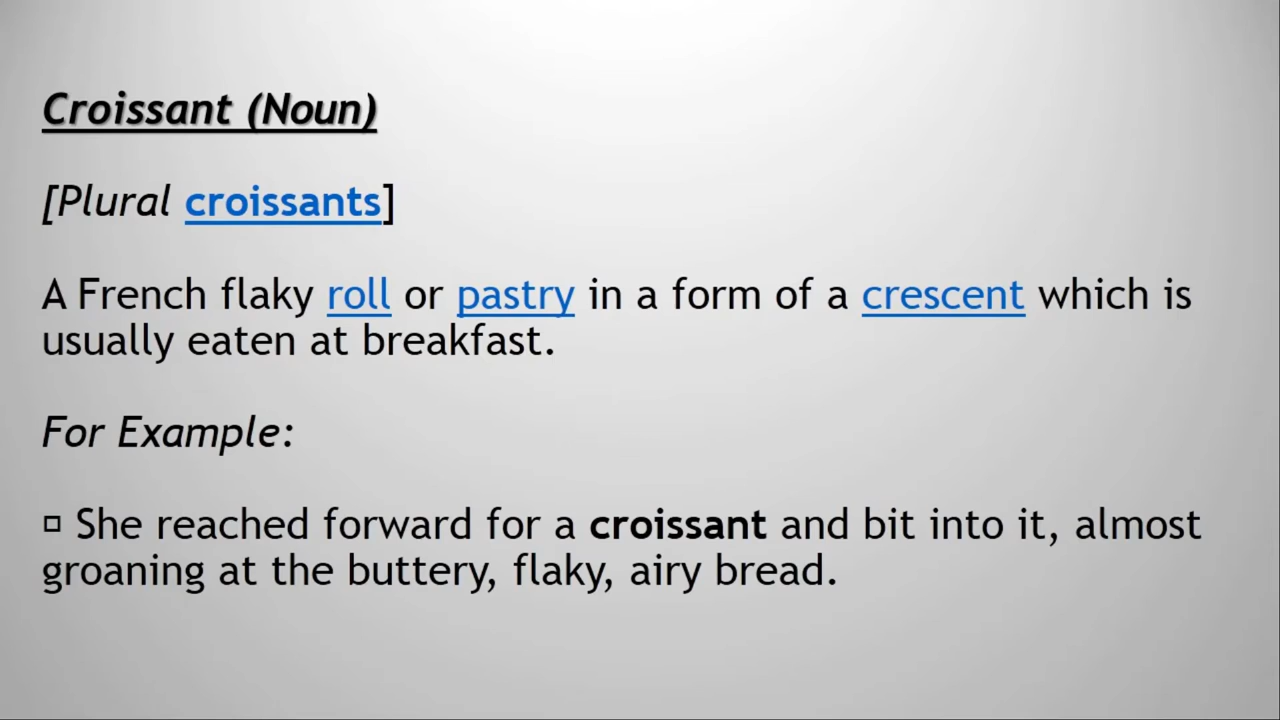 Croissant (Noun)
[Plural croissants]
A French flaky roll or pastry in a form of a crescent which is
usually eaten at breakfast.
For Example:
She reached forward for a croissant and bit into it, almost
groaning at the buttery, flaky, airy bread.